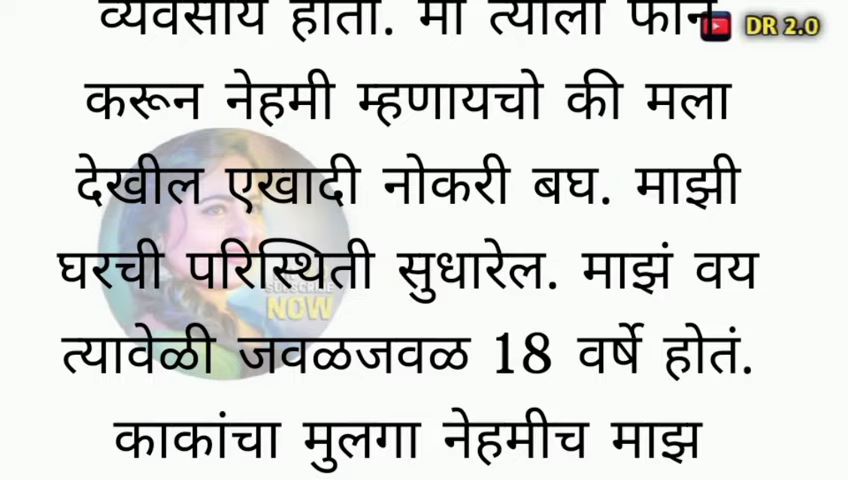 व्यवसाय होता. मी त्याला फोन
DR 2.0
करून नेहमी म्हणायचो की मला
देखील एखादी नोकरी बघ. माझी
घरची परिस्थिती सुधारेल. माझं वय
SUBSCRIBE
NOW
त्यावेळी जवळजवळ 18 वर्षे होतं.
काकांचा मुलगा नेहमीच माझ